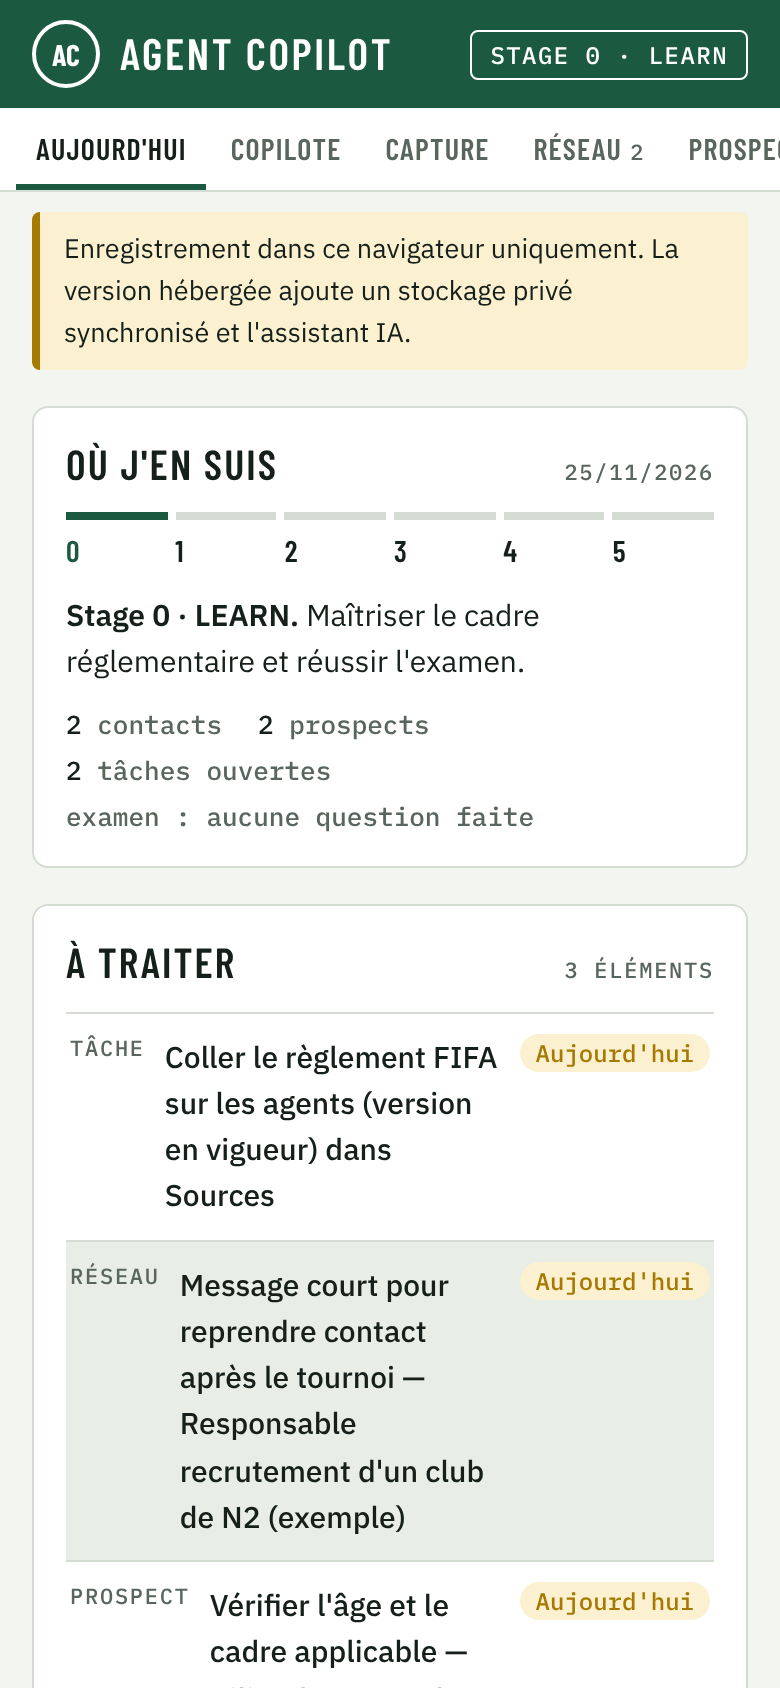 AC
AGENT COPILOT
STAGE 0 · LEARN
AUJOURD'HUI
COPILOTE
CAPTURE
RÉSEAU 2
Enregistrement dans ce navigateur uniquement. La
version hébergée ajoute un stockage privé
synchronisé et l'assistant IA.
OÙ J'EN SUIS
25/11/2026
0 1 2 3 4 5
Stage 0 · LEARN. Maîtriser le cadre
réglementaire et réussir l'examen.
2 contacts 2 prospects
2 tâches ouvertes
examen : aucune question faite
À TRAITER
3 ÉLÉMENTS
TÂCHE
Coller le règlement FIFA
sur les agents (version
en vigueur) dans
Sources
Aujourd'hui
RÉSEAU
Message court pour
reprendre contact
après le tournoi —
Responsable
recrutement d'un club
de N2 (exemple)
Aujourd'hui
PROSPECT
Vérifier l'âge et le
cadre applicable —
Aujourd'hui